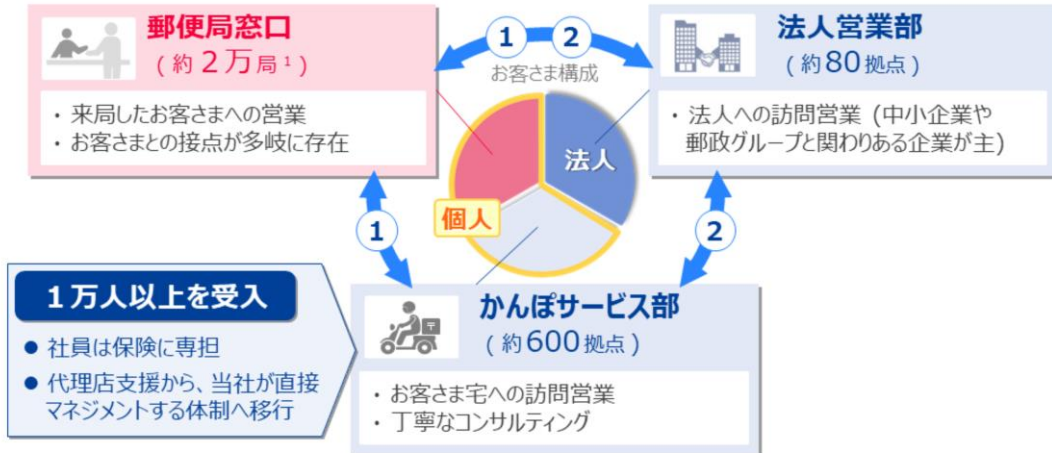 郵便局窓口
(約2万局¹)
・来局したお客さまへの営業
・お客さまとの接点が多岐に存在
① ②
お客さま構成
法人営業部
(約80拠点)
・法人への訪問営業 (中小企業や
郵政グループと関わりある企業が主)
法人
個人
①
②
1万人以上を受入
● 社員は保険に専担
● 代理店支援から、当社が直接
マネジメントする体制へ移行
〒
かんぽサービス部
(約600拠点)
・お客さま宅への訪問営業
・丁寧なコンサルティング